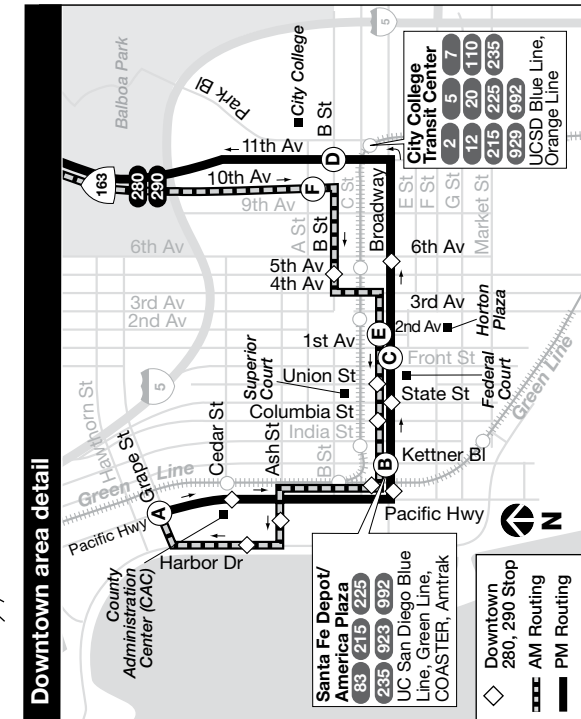 Downtown area detail
Balboa Park
Park Bl
City College
B St
5
163
280
290
11th Av
10th Av
9th Av
D
F
A St
B St
C St
Broadway
E St
F St
G St
Market St
City College
Transit Center
2 5 7
12 20 110
215 225 235
929 992
UCSD Blue Line,
Orange Line
6th Av
6th Av
5th Av
4th Av
3rd Av
2nd Av
3rd Av
2nd Av
Horton
Plaza
1st Av
E
C
Front St
Federal
Court
Green Line
5
Hawthorn St
Grape St
Superior
Court
Union St
State St
Columbia St
India St
Cedar St
Ash St
B St
B
Kettner Bl
Green Line
A
Pacific Hwy
Pacific Hwy
County
Administration
Center (CAC)
Harbor Dr
N
Santa Fe Depot/
America Plaza
83 215 225
235 923 992
UC San Diego Blue
Line, Green Line,
COASTER, Amtrak
Downtown
280, 290 Stop
AM Routing
PM Routing